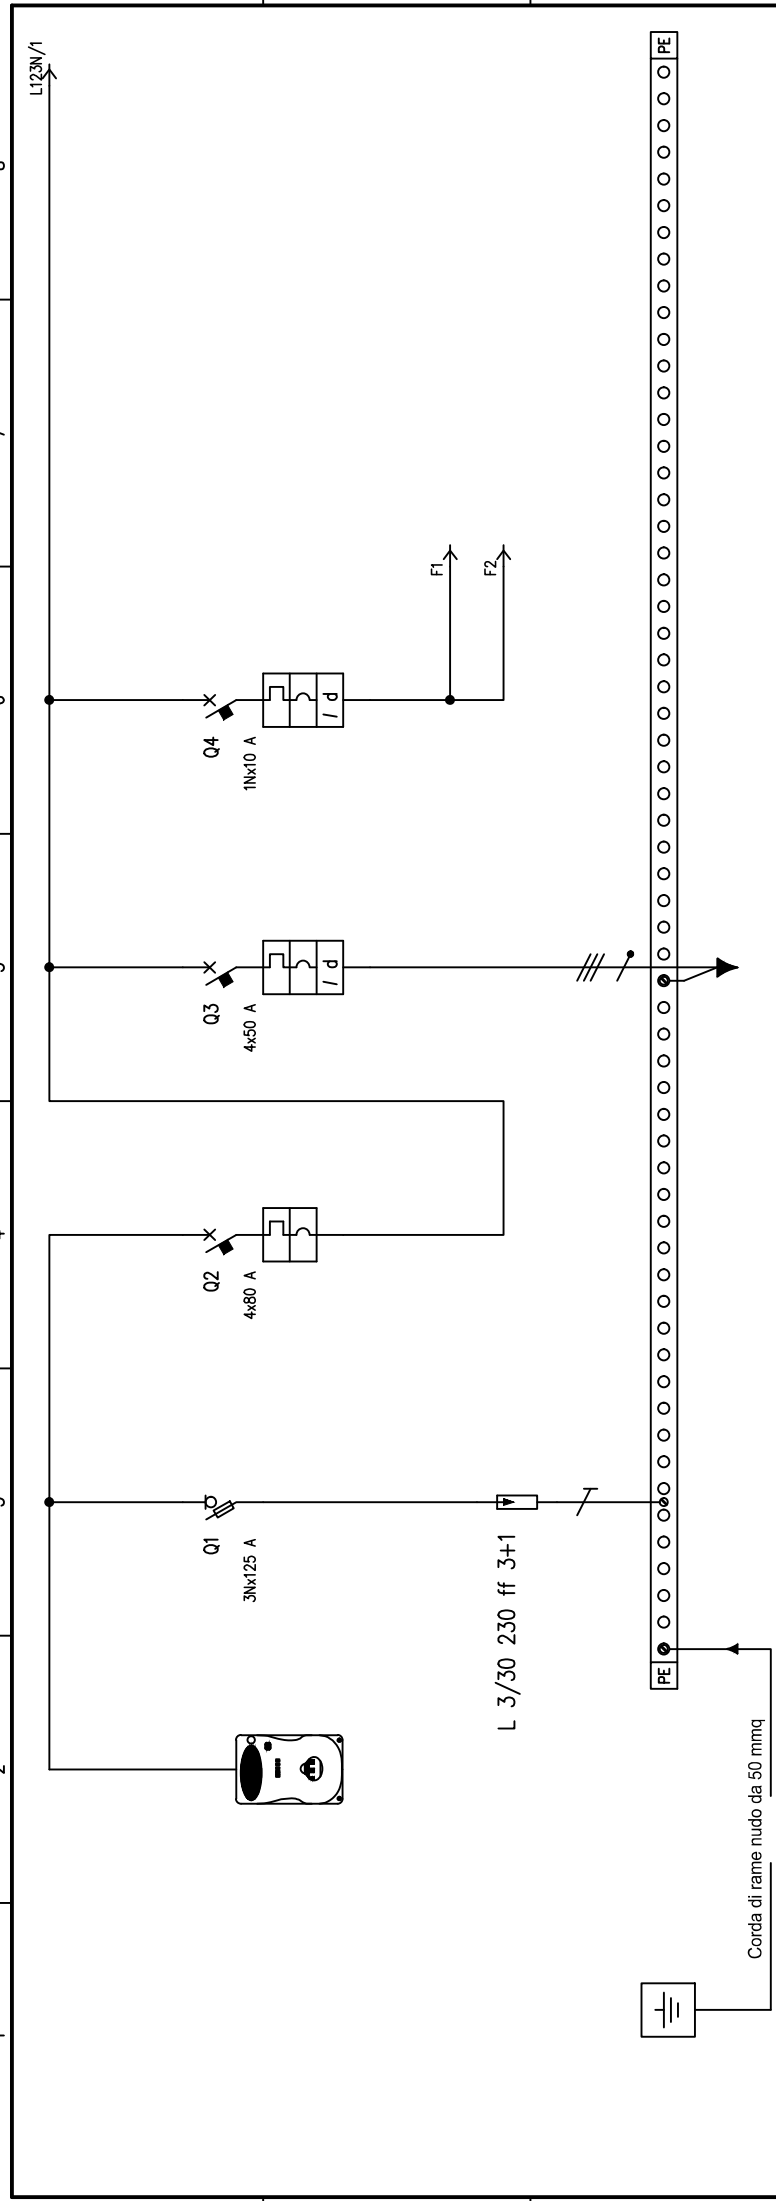 L123N/1
PE
F1
F2
Q4
1Nx10 A
I d
Q3
4x50 A
I d
Q2
4x80 A
Q1
3Nx125 A
L 3/30 230 ff 3+1
PE
Corda di rame nudo da 50 mmq